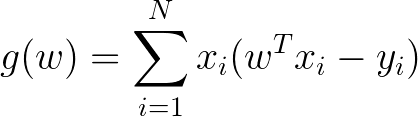 g(w) = \sum_{i=1}^{N} x_i(w^T x_i - y_i)